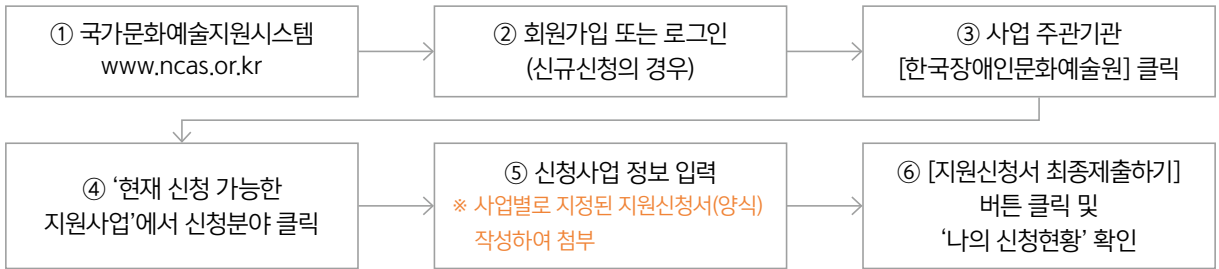 ① 국가문화예술지원시스템
www.ncas.or.kr
② 회원가입 또는 로그인
(신규신청의 경우)
③ 사업 주관기관
[한국장애인문화예술원] 클릭
④ ‘현재 신청 가능한
지원사업’에서 신청분야 클릭
⑤ 신청사업 정보 입력
※ 사업별로 지정된 지원신청서(양식)
작성하여 첨부
⑥ [지원신청서 최종제출하기]
버튼 클릭 및
‘나의 신청현황’ 확인